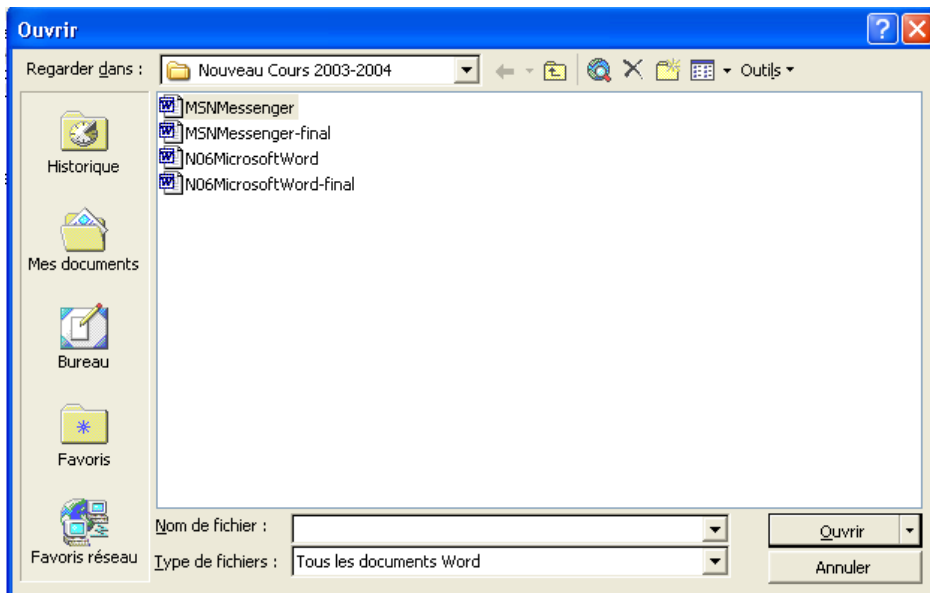 Ouvrir
Regarder dans :
Nouveau Cours 2003-2004
Outils
Historique
Mes documents
Bureau
Favoris
Favoris réseau
MSNMessenger
MSNMessenger-final
N06MicrosoftWord
N06MicrosoftWord-final
Nom de fichier :
Ouvrir
Type de fichiers :
Tous les documents Word
Annuler